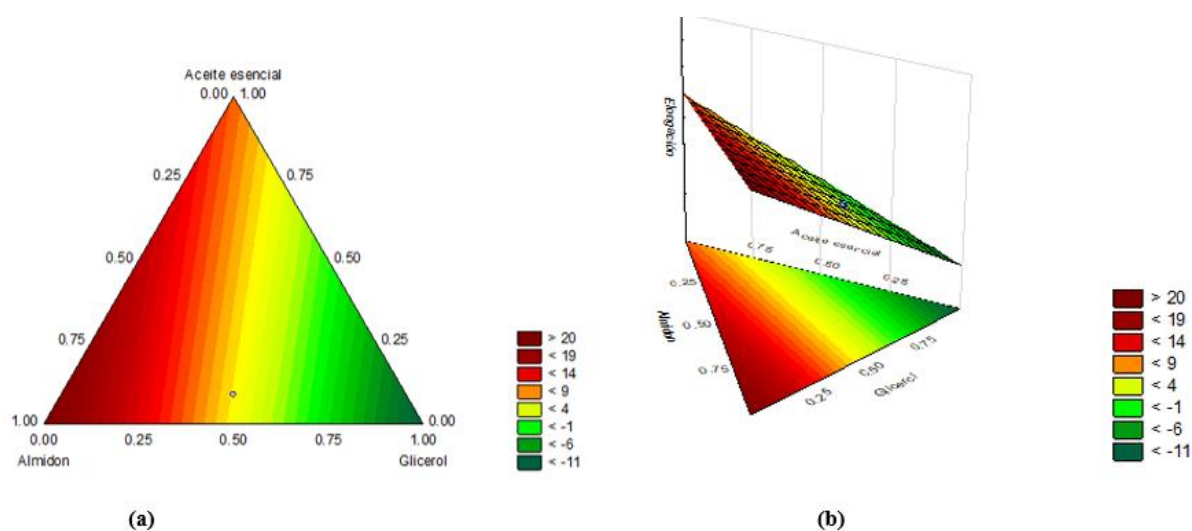 Aceite esencial
0.00 1.00
0.25 0.75
0.50 0.50
0.75 0.25
1.00 0.00
0.00 0.25 0.50 0.75 1.00
Almidon Glicerol
> 20
< 19
< 14
< 9
< 4
< -1
< -6
< -11
(a)
Elongación
Aceite esencial
0.75 0.50 0.25
0.25
0.50
0.75
Almidon
0.25 0.50 0.75
Glicerol
> 20
< 19
< 14
< 9
< 4
< -1
< -6
< -11
(b)